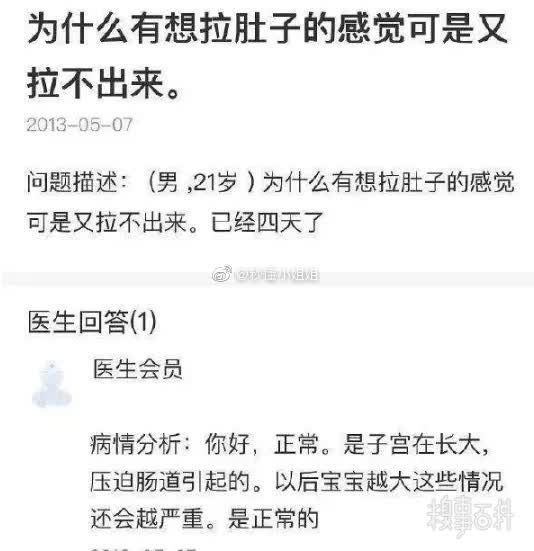 为什么有想拉肚子的感觉可是又
拉不出来。
2013-05-07
问题描述：（男 ,21岁 ）为什么有想拉肚子的感觉
可是又拉不出来。已经四天了
医生回答(1)
医生会员
病情分析：你好，正常。是子宫在长大，
压迫肠道引起的。以后宝宝越大这些情况
还会越严重。是正常的
糗事百科